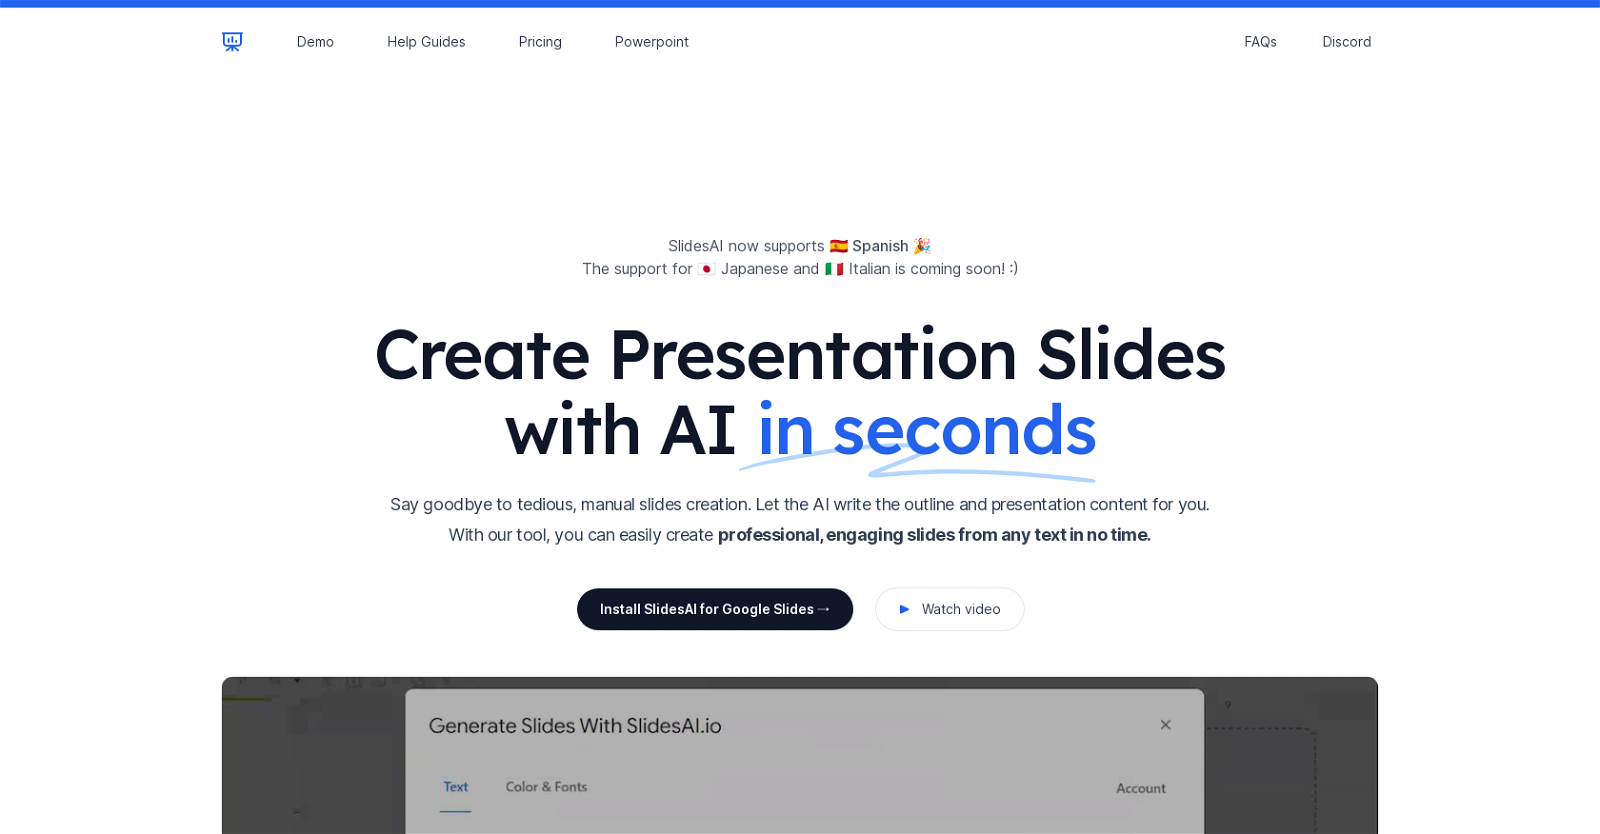 Demo Help Guides Pricing Powerpoint FAQs Discord
SlidesAI now supports 🇪🇸 Spanish 🎉
The support for 🇯🇵 Japanese and 🇮🇹 Italian is coming soon! :)
Create Presentation Slides
with AI in seconds
Say goodbye to tedious, manual slides creation. Let the AI write the outline and presentation content for you.
With our tool, you can easily create professional, engaging slides from any text in no time.
Install SlidesAI for Google Slides → Watch video
Generate Slides With SlidesAI.io
Text Color & Fonts Account